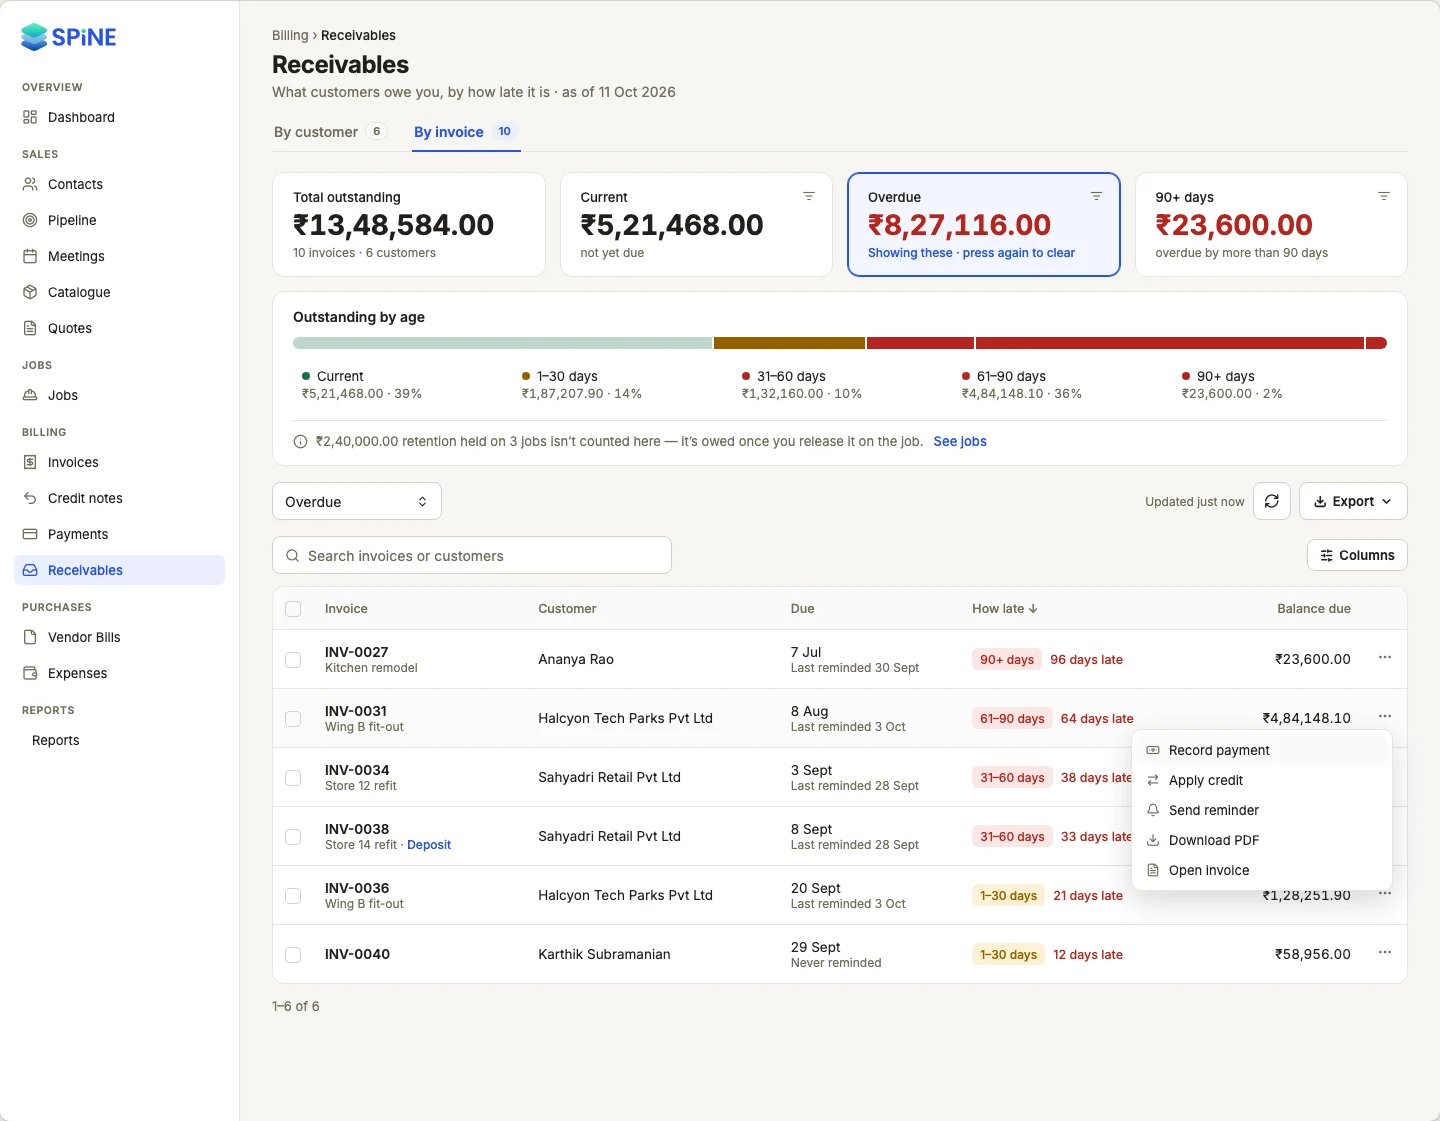 SPiNE
OVERVIEW
Dashboard
SALES
Contacts
Pipeline
Meetings
Catalogue
Quotes
JOBS
Jobs
BILLING
Invoices
Credit notes
Payments
Receivables
PURCHASES
Vendor Bills
Expenses
REPORTS
Reports
Billing › Receivables
Receivables
What customers owe you, by how late it is · as of 11 Oct 2026
By customer 6 By invoice 10
Total outstanding
₹13,48,584.00
10 invoices · 6 customers
Current
₹5,21,468.00
not yet due
Overdue
₹8,27,116.00
Showing these · press again to clear
90+ days
₹23,600.00
overdue by more than 90 days
Outstanding by age
Current
₹5,21,468.00 · 39%
1–30 days
₹1,87,207.90 · 14%
31–60 days
₹1,32,160.00 · 10%
61–90 days
₹4,84,148.10 · 36%
90+ days
₹23,600.00 · 2%
₹2,40,000.00 retention held on 3 jobs isn't counted here — it's owed once you release it on the job. See jobs
Overdue
Updated just now
Export
Search invoices or customers
Columns
Invoice Customer Due How late ↓ Balance due
INV-0027
Kitchen remodel
Ananya Rao
7 Jul
Last reminded 30 Sept
90+ days 96 days late
₹23,600.00
INV-0031
Wing B fit-out
Halcyon Tech Parks Pvt Ltd
8 Aug
Last reminded 3 Oct
61–90 days 64 days late
₹4,84,148.10
INV-0034
Store 12 refit
Sahyadri Retail Pvt Ltd
3 Sept
Last reminded 28 Sept
31–60 days 38 days late
INV-0038
Store 14 refit · Deposit
Sahyadri Retail Pvt Ltd
8 Sept
Last reminded 28 Sept
31–60 days 33 days late
INV-0036
Wing B fit-out
Halcyon Tech Parks Pvt Ltd
20 Sept
Last reminded 3 Oct
1–30 days 21 days late
₹1,28,251.90
INV-0040
Karthik Subramanian
29 Sept
Never reminded
1–30 days 12 days late
₹58,956.00
Record payment
Apply credit
Send reminder
Download PDF
Open invoice
1–6 of 6